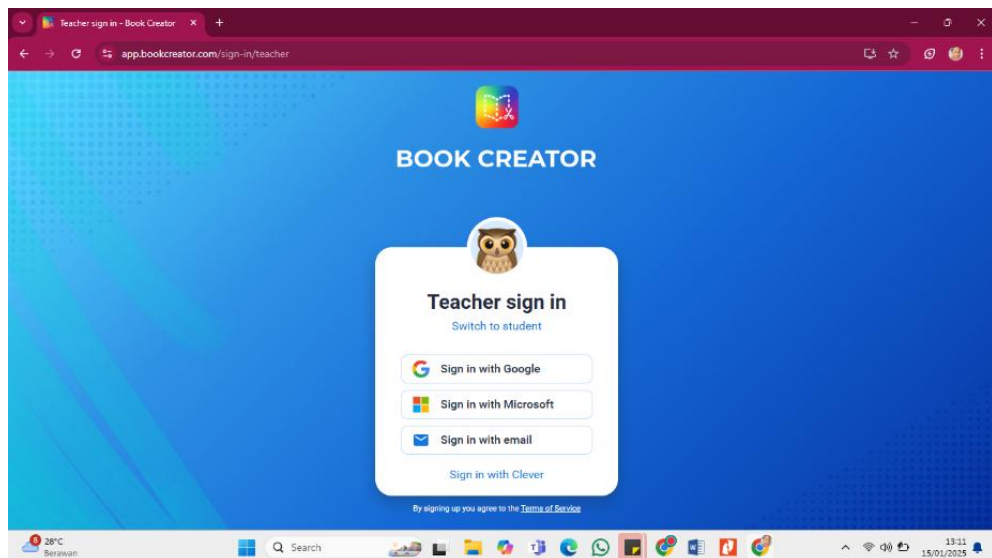 Teacher sign in - Book Creator
app.bookcreator.com/sign-in/teacher
BOOK CREATOR
Teacher sign in
Switch to student
Sign in with Google
Sign in with Microsoft
Sign in with email
Sign in with Clever
By signing up you agree to the Terms of Service
8
28°C
Berawan
Search
13:11
15/01/2025